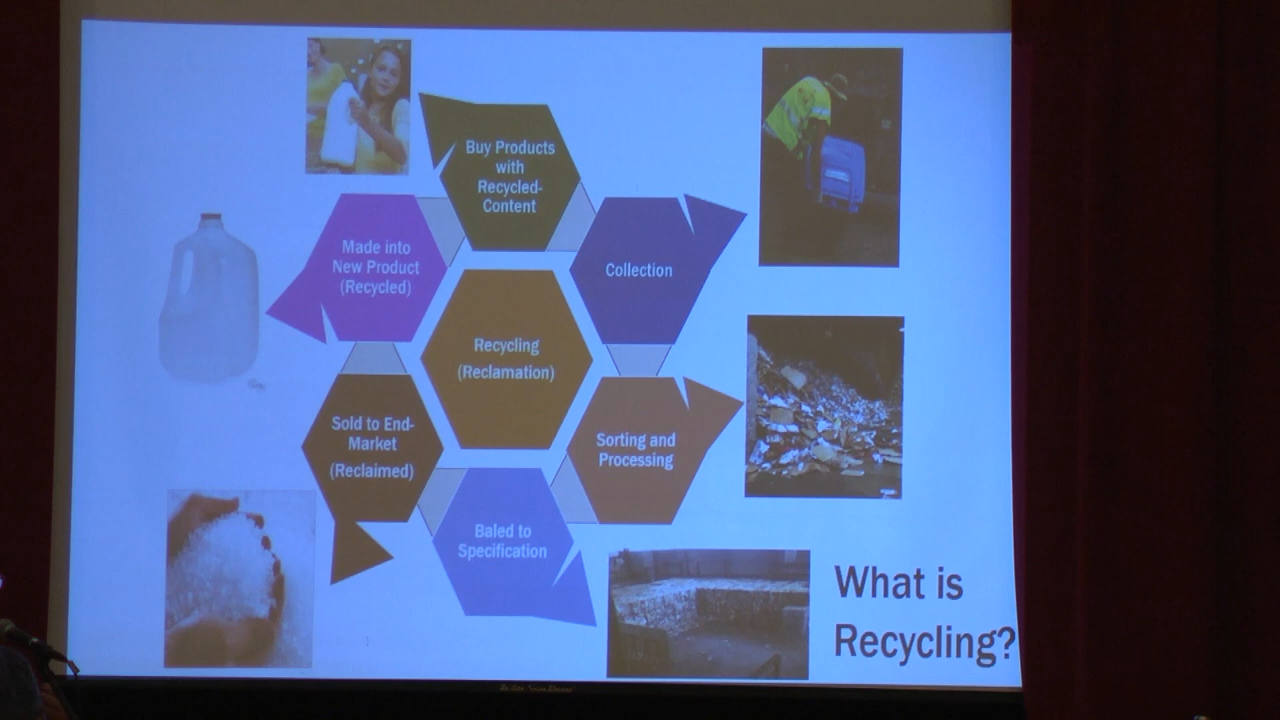 Buy Products
with
Recycled-
Content
Collection
Sorting and
Processing
Baled to
Specification
Sold to End-
Market
(Reclaimed)
Made into
New Product
(Recycled)
Recycling
(Reclamation)
What is
Recycling?